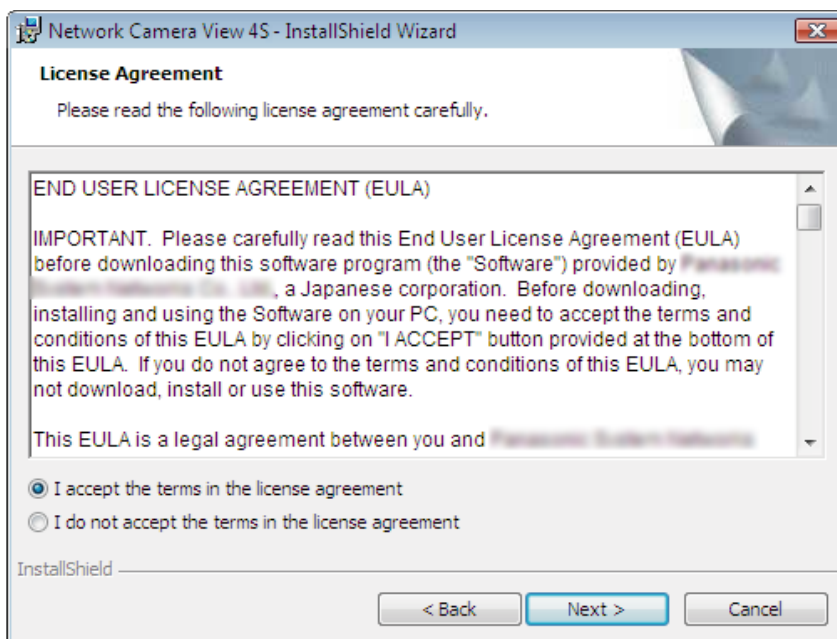 Network Camera View 4S - InstallShield Wizard
License Agreement
Please read the following license agreement carefully.
END USER LICENSE AGREEMENT (EULA)
IMPORTANT.  Please carefully read this End User License Agreement (EULA)
before downloading this software program (the "Software") provided by
, a Japanese corporation.  Before downloading,
installing and using the Software on your PC, you need to accept the terms and
conditions of this EULA by clicking on "I ACCEPT" button provided at the bottom of
this EULA.  If you do not agree to the terms and conditions of this EULA, you may
not download, install or use this software.
This EULA is a legal agreement between you and
I accept the terms in the license agreement
I do not accept the terms in the license agreement
InstallShield
< Back
Next >
Cancel